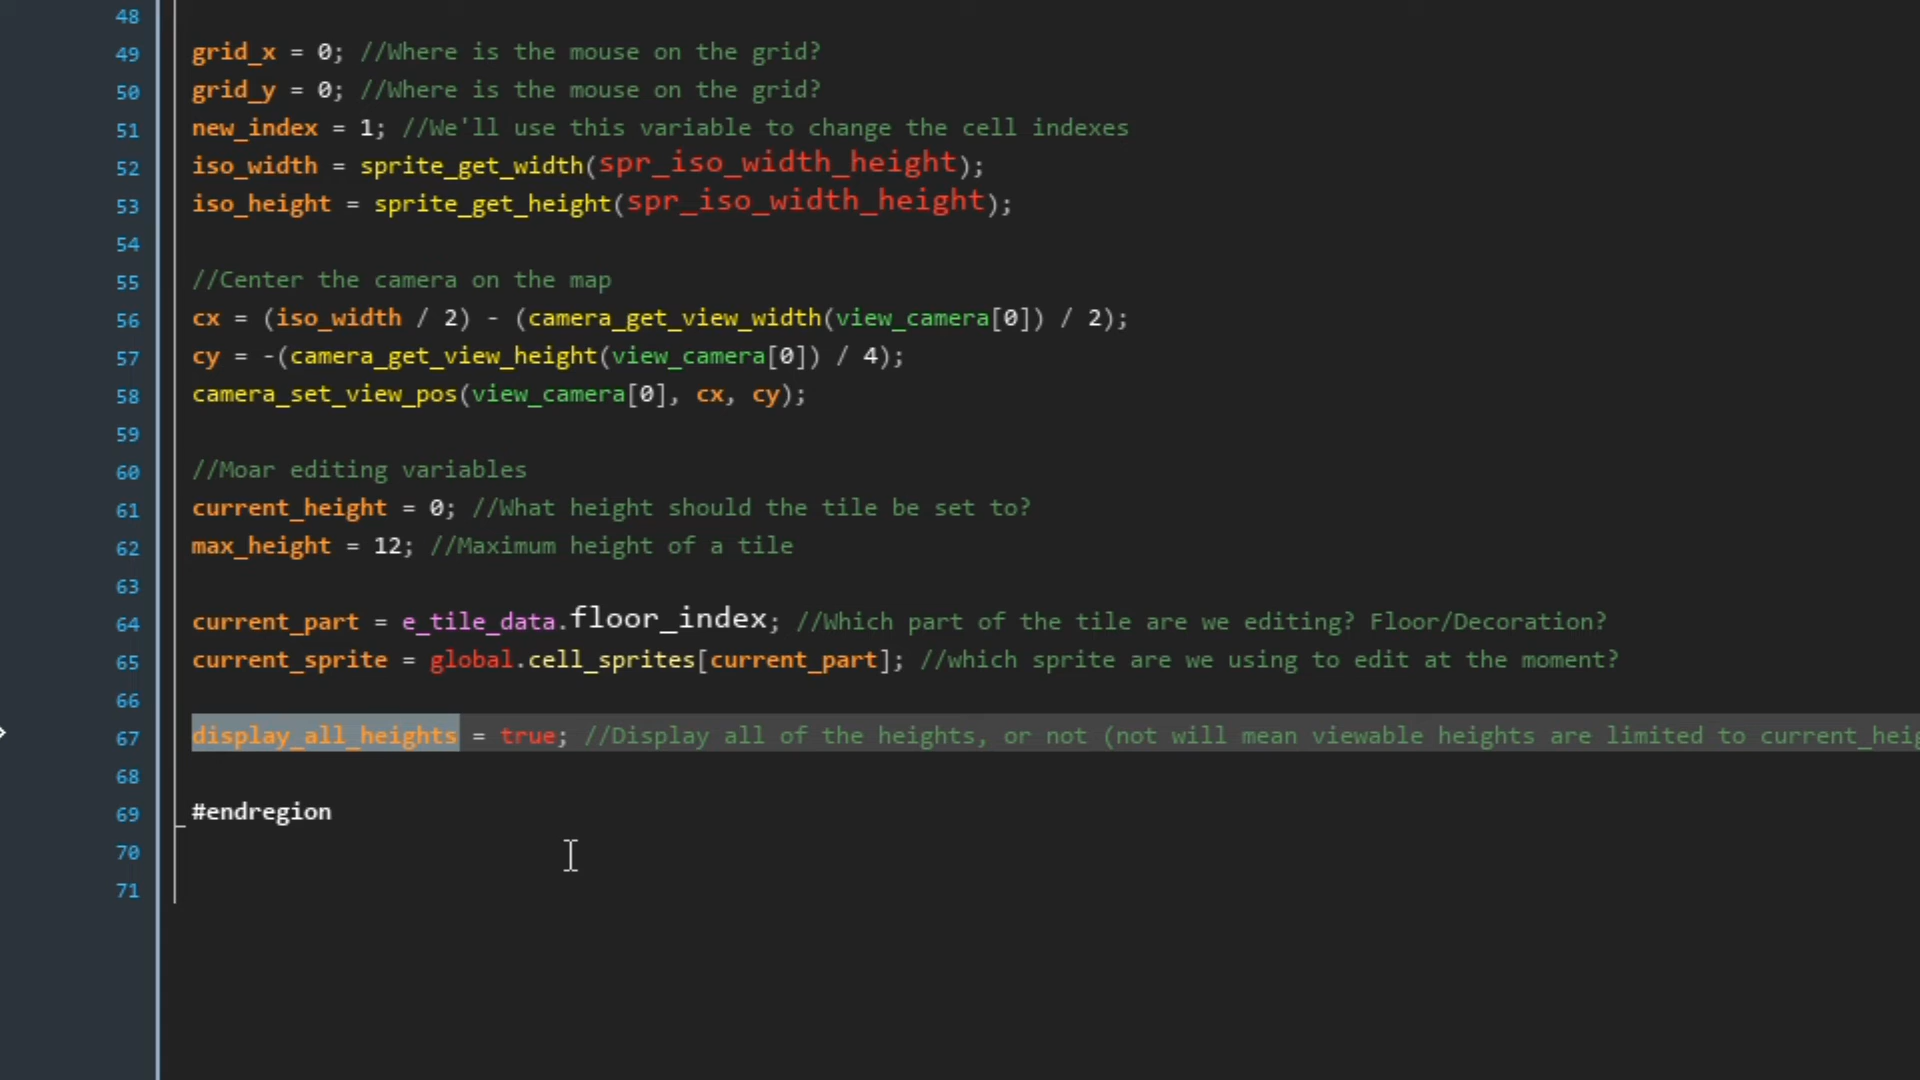 48
49 grid_x = 0; //Where is the mouse on the grid?
50 grid_y = 0; //Where is the mouse on the grid?
51 new_index = 1; //We'll use this variable to change the cell indexes
52 iso_width = sprite_get_width(spr_iso_width_height);
53 iso_height = sprite_get_height(spr_iso_width_height);
54
55 //Center the camera on the map
56 cx = (iso_width / 2) - (camera_get_view_width(view_camera[0]) / 2);
57 cy = -(camera_get_view_height(view_camera[0]) / 4);
58 camera_set_view_pos(view_camera[0], cx, cy);
59
60 //Moar editing variables
61 current_height = 0; //What height should the tile be set to?
62 max_height = 12; //Maximum height of a tile
63
64 current_part = e_tile_data.floor_index; //Which part of the tile are we editing? Floor/Decoration?
65 current_sprite = global.cell_sprites[current_part]; //which sprite are we using to edit at the moment?
66
67 display_all_heights = true; //Display all of the heights, or not (not will mean viewable heights are limited to
68
69 #endregion
70
71